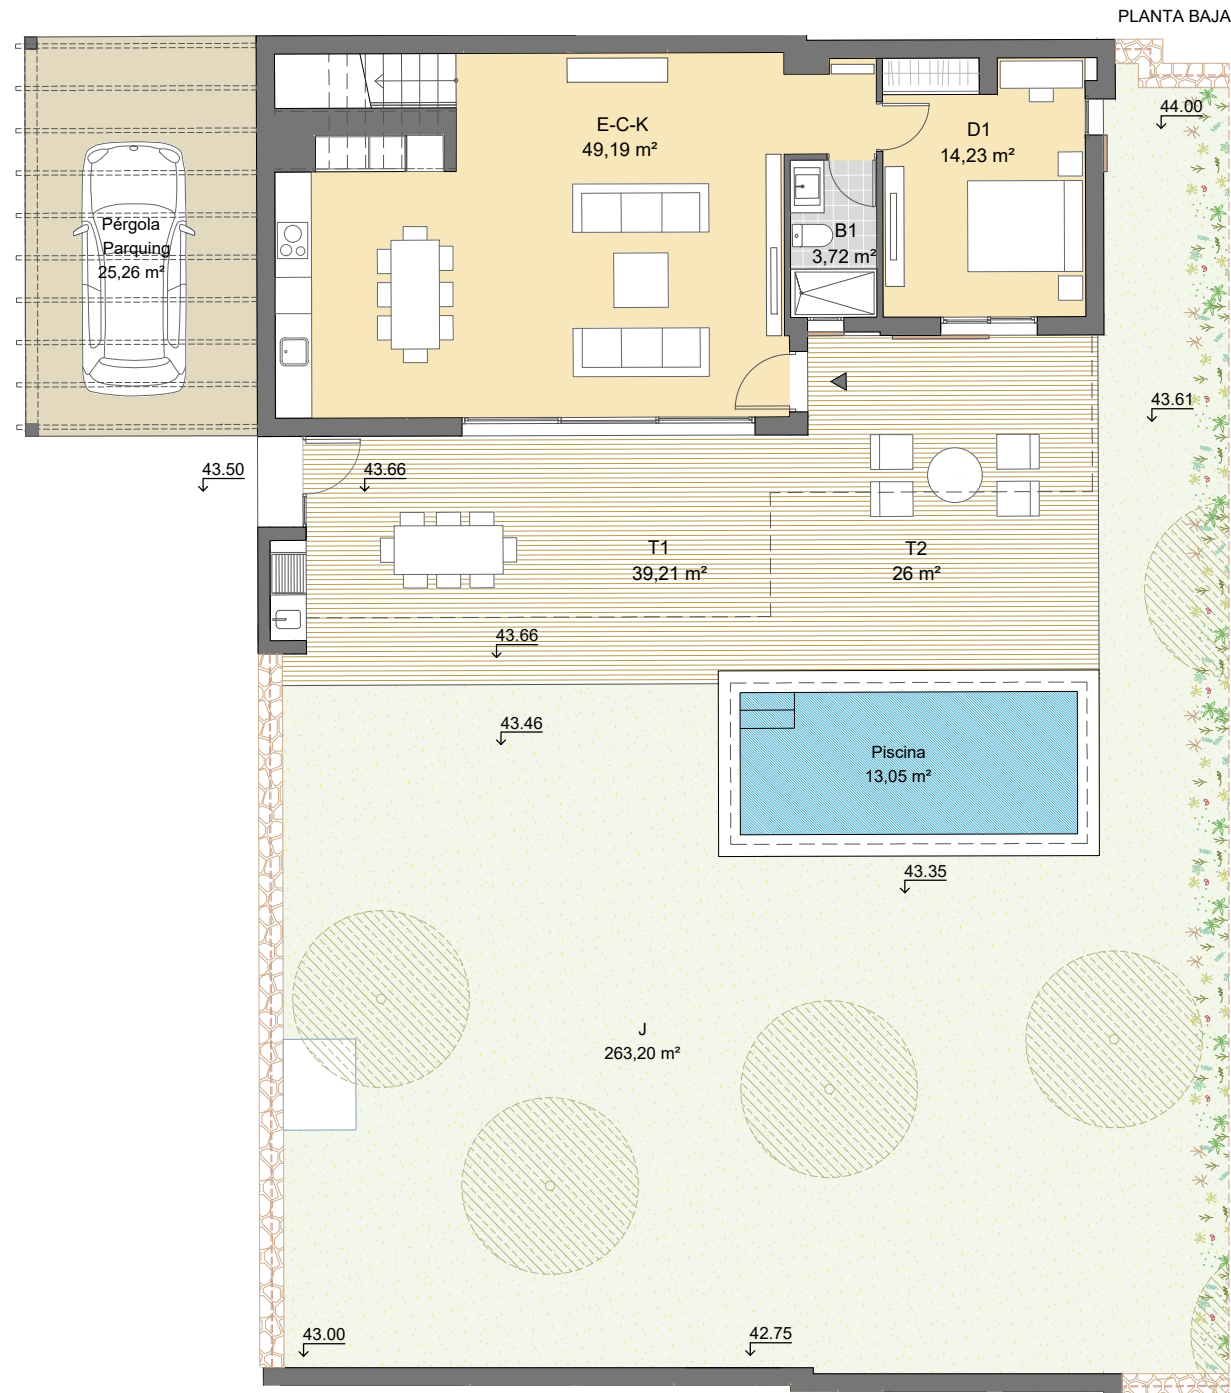 PLANTA BAJA
44.00
E-C-K
49,19 m²
D1
14,23 m²
Pérgola
Parquing
25,26 m²
B1
3,72 m²
43.61
43.50
43.66
T1
39,21 m²
T2
26 m²
43.66
43.46
Piscina
13,05 m²
43.35
J
263,20 m²
43.00
42.75